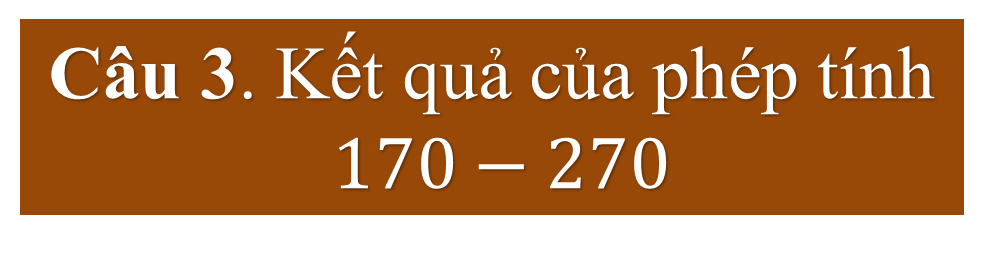 Câu 3. Kết quả của phép tính
170 − 270